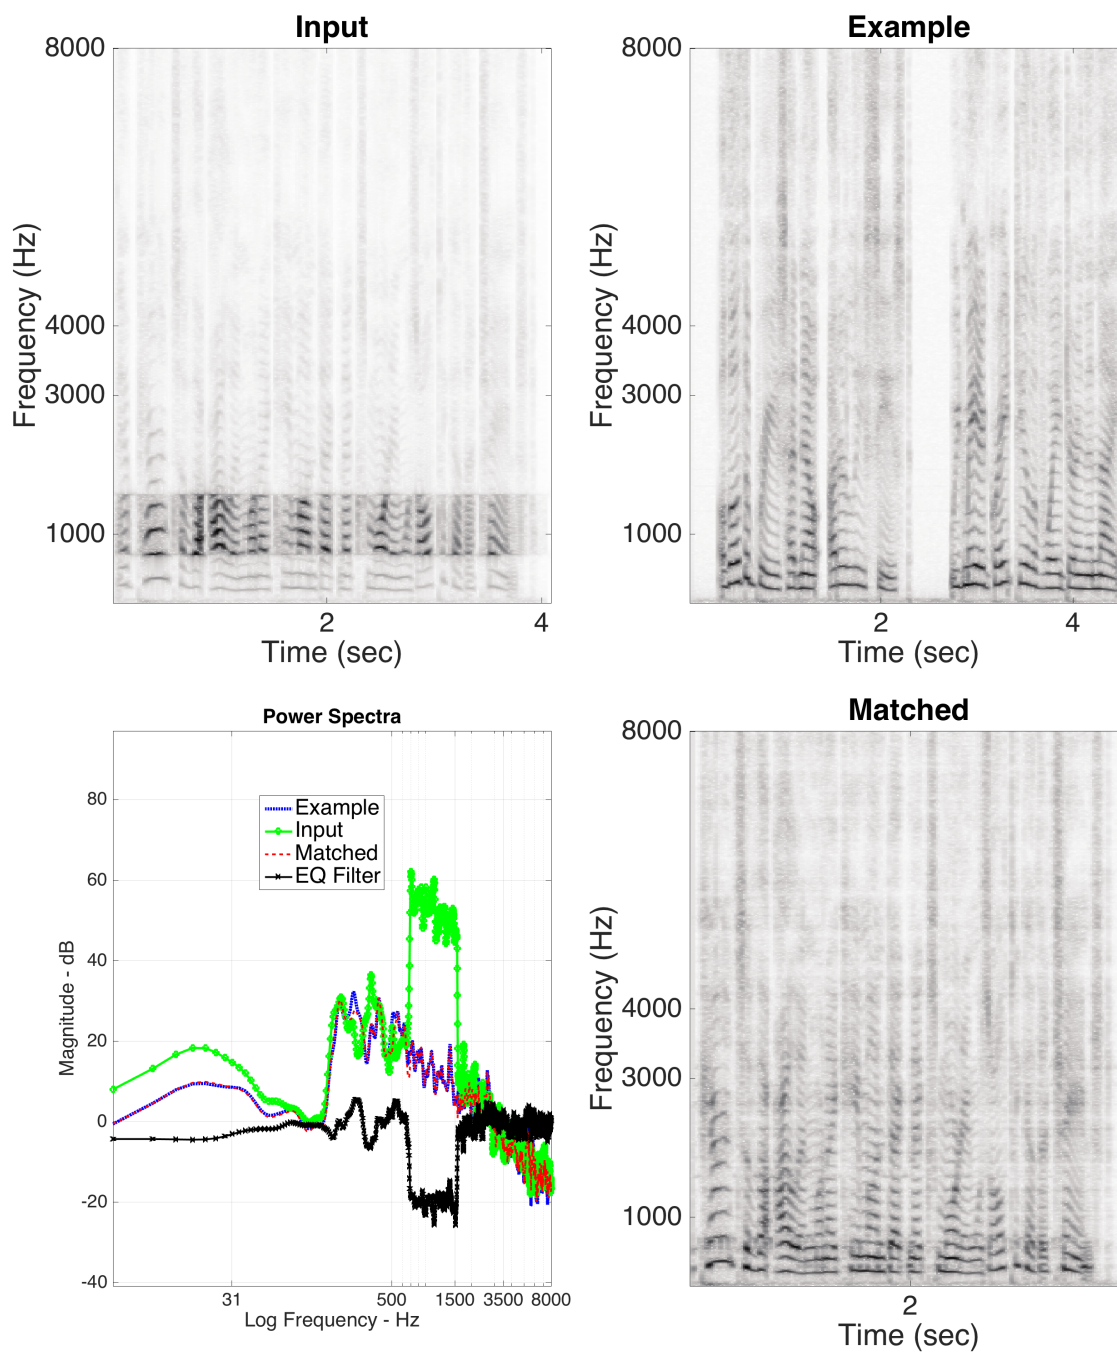 Input
8000
4000
3000
1000
2 4
Frequency (Hz)
Time (sec)
Example
8000
4000
3000
1000
2 4
Frequency (Hz)
Time (sec)
Power Spectra
80
60
40
20
0
-20
-40
Magnitude - dB
Example
Input
Matched
EQ Filter
31 500 1500 3500 8000
Log Frequency - Hz
Matched
8000
4000
3000
1000
2
Frequency (Hz)
Time (sec)